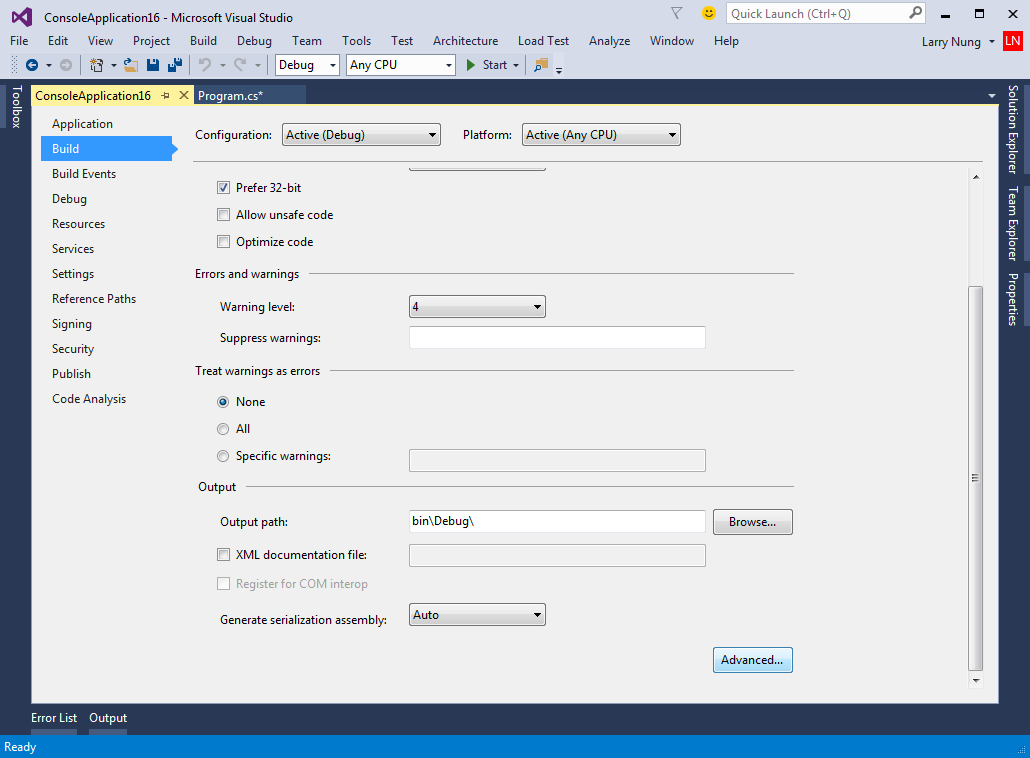 ConsoleApplication16 - Microsoft Visual Studio
Quick Launch (Ctrl+Q)
File Edit View Project Build Debug Team Tools Test Architecture Load Test Analyze Window Help Larry Nung LN
Debug Any CPU Start
Toolbox
ConsoleApplication16 Program.cs*
Solution Explorer
Team Explorer
Properties
Application
Build
Build Events
Debug
Resources
Services
Settings
Reference Paths
Signing
Security
Publish
Code Analysis
Configuration: Active (Debug) Platform: Active (Any CPU)
Prefer 32-bit
Allow unsafe code
Optimize code
Errors and warnings
Warning level: 4
Suppress warnings:
Treat warnings as errors
None
All
Specific warnings:
Output
Output path: bin\Debug\ Browse...
XML documentation file:
Register for COM interop
Generate serialization assembly: Auto
Advanced...
Error List Output
Ready